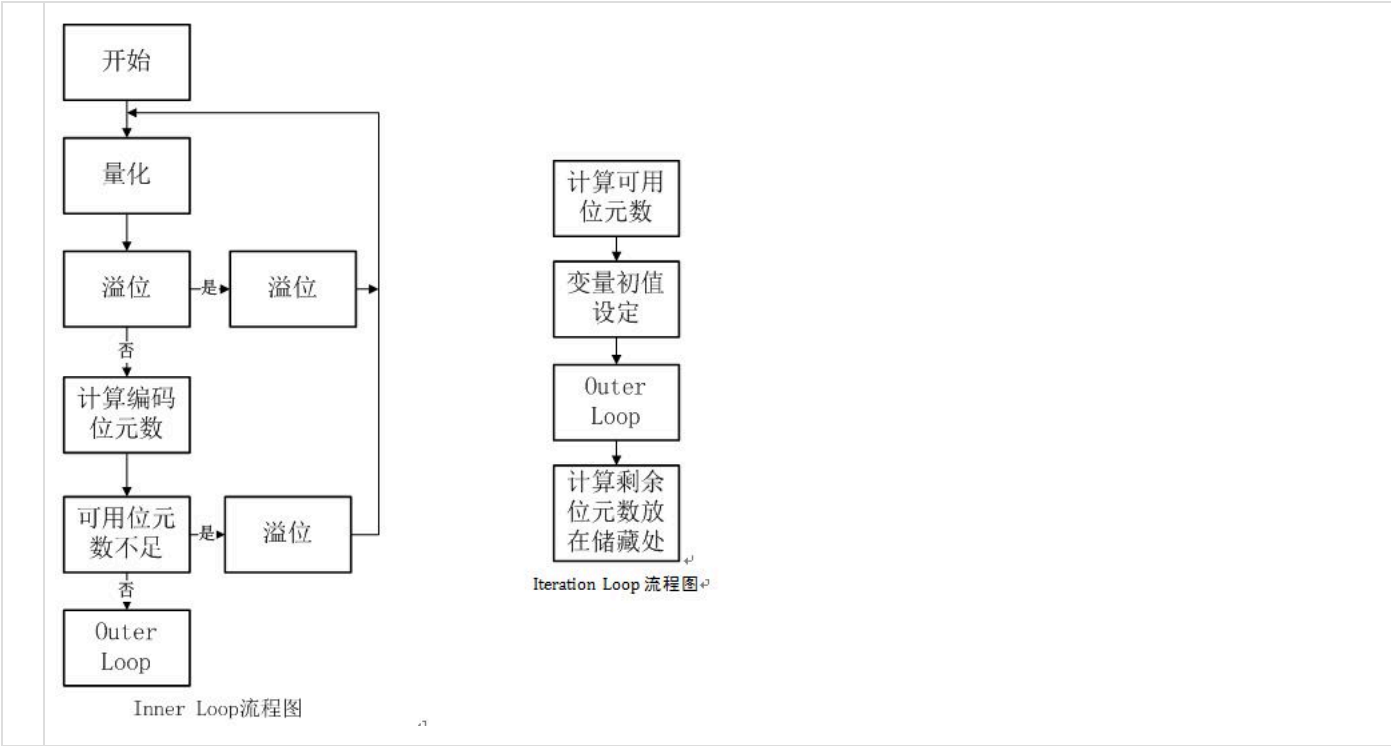 开始
量化
溢位
是
溢位
否
计算编码
位元数
可用位元
数不足
是
溢位
否
Outer
Loop
Inner Loop流程图
计算可用
位元数
变量初值
设定
Outer
Loop
计算剩余
位元数放
在储藏处
Iteration Loop 流程图